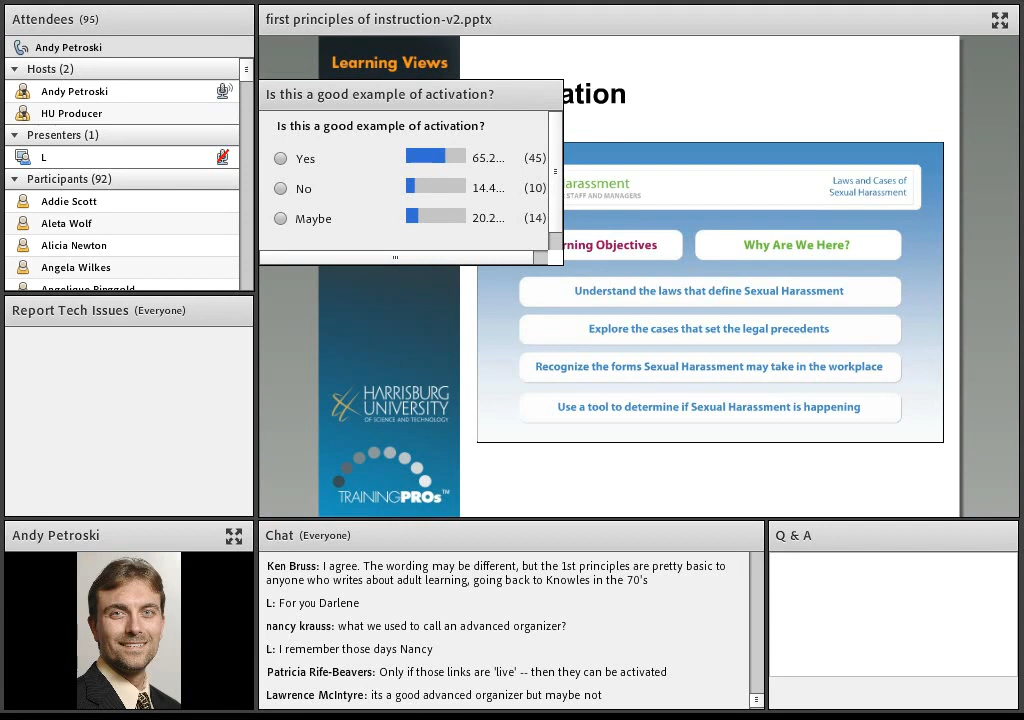 Attendees (95)
Andy Petroski
Hosts (2)
Andy Petroski
HU Producer
Presenters (1)
L
Participants (92)
Addie Scott
Aleta Wolf
Alicia Newton
Angela Wilkes
Angelique Ringgold
Report Tech Issues (Everyone)
Andy Petroski
first principles of instruction-v2.pptx
Learning Views
Is this a good example of activation?
Is this a good example of activation?
Yes 65.2... (45)
No 14.4... (10)
Maybe 20.2... (14)
ation
arassment
STAFF AND MANAGERS
Laws and Cases of
Sexual Harassment
rning Objectives
Why Are We Here?
Understand the laws that define Sexual Harassment
Explore the cases that set the legal precedents
Recognize the forms Sexual Harassment may take in the workplace
Use a tool to determine if Sexual Harassment is happening
HARRISBURG
UNIVERSITY
OF SCIENCE AND TECHNOLOGY
TRAININGPROs™
Chat (Everyone)
Ken Bruss: I agree. The wording may be different, but the 1st principles are pretty basic to
anyone who writes about adult learning, going back to Knowles in the 70's
L: For you Darlene
nancy krauss: what we used to call an advanced organizer?
L: I remember those days Nancy
Patricia Rife-Beavers: Only if those links are 'live' -- then they can be activated
Lawrence McIntyre: its a good advanced organizer but maybe not
Q & A